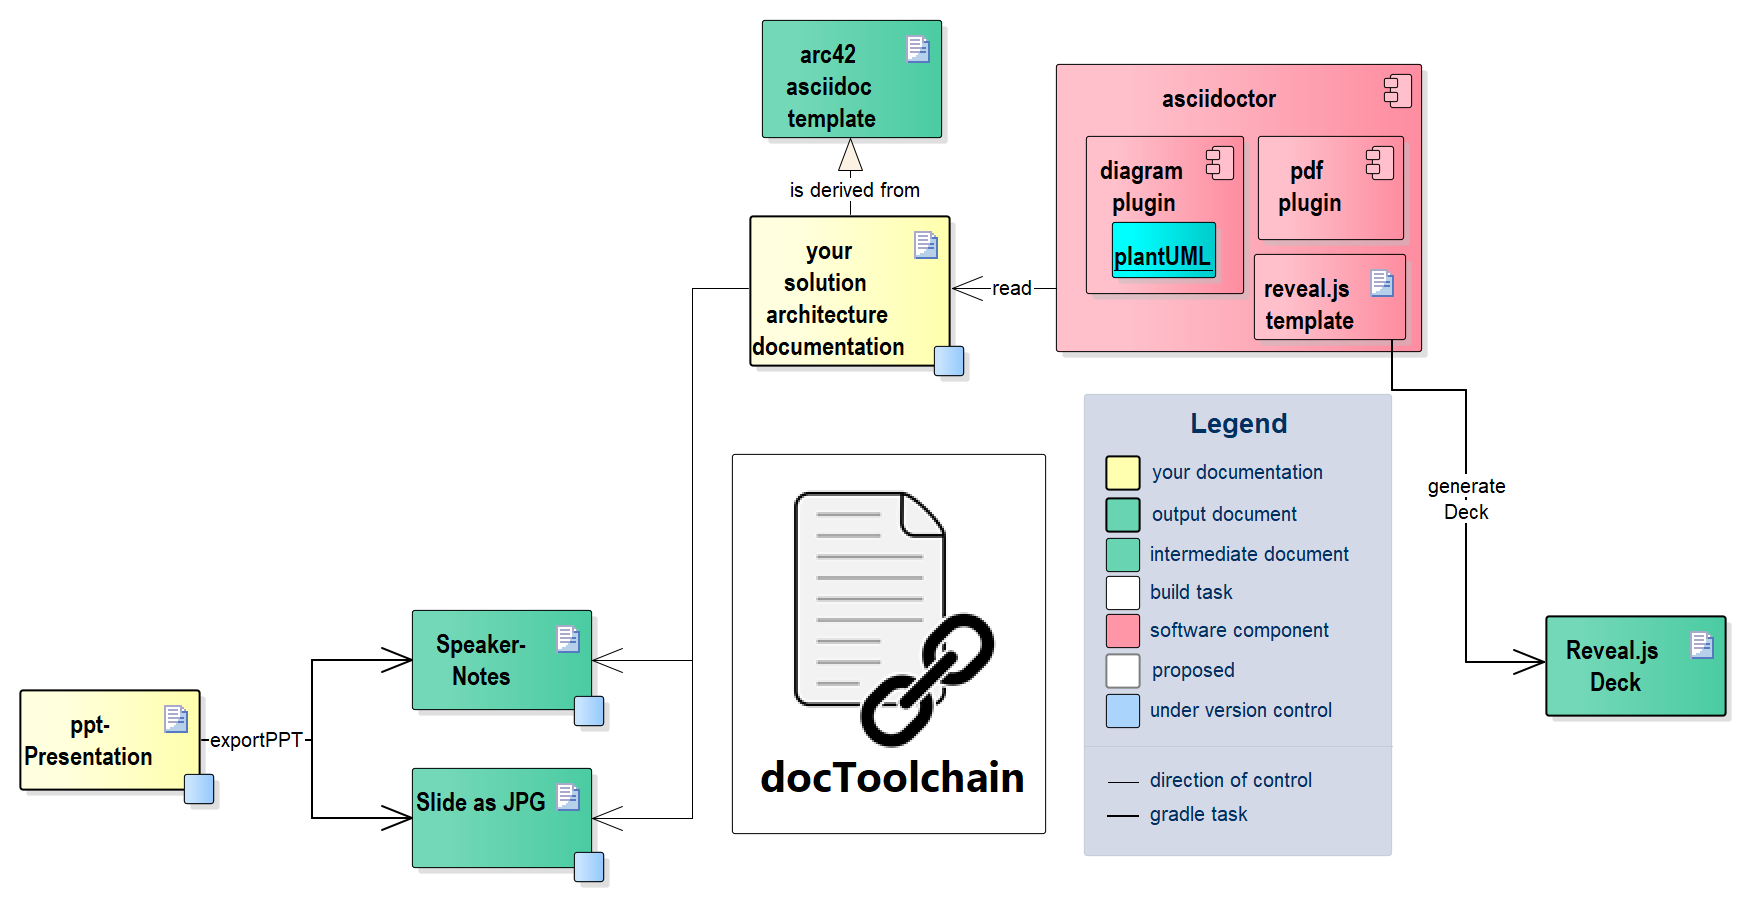 arc42
asciidoc
template
is derived from
your
solution
architecture
documentation
read
asciidoctor
diagram
plugin
plantUML
pdf
plugin
reveal.js
template
generate
Deck
Reveal.js
Deck
ppt-
Presentation
exportPPT
Speaker-
Notes
Slide as JPG
docToolchain
Legend
your documentation
output document
intermediate document
build task
software component
proposed
under version control
direction of control
gradle task